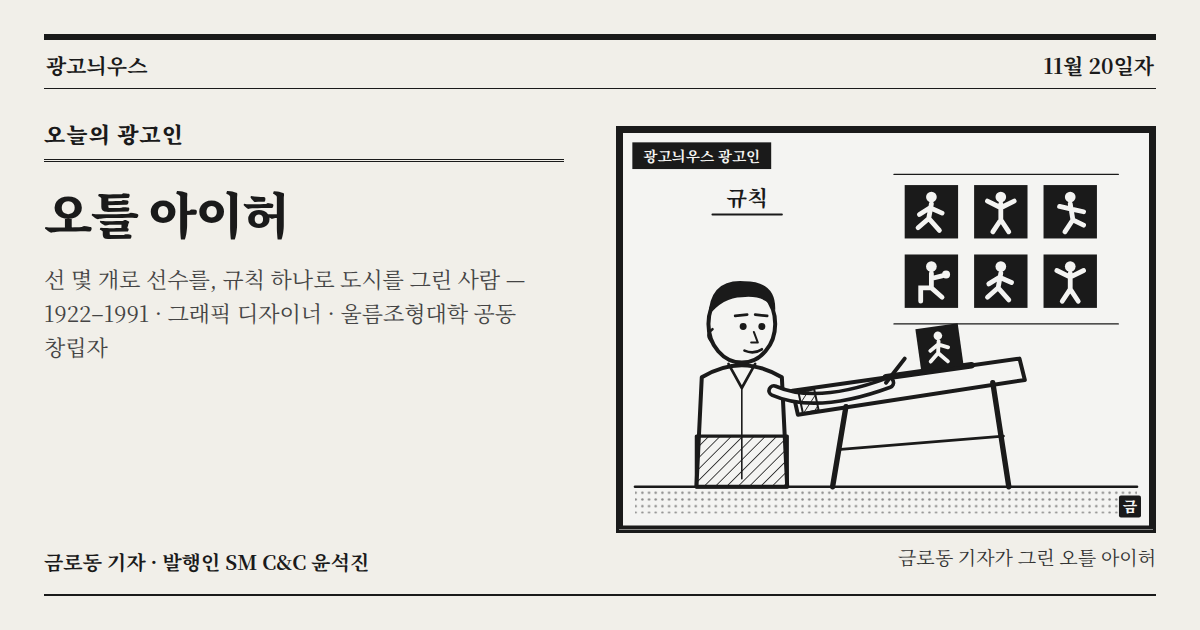 광고늬우스
11월 20일자
오늘의 광고인
오틀 아이허
선 몇 개로 선수를, 규칙 하나로 도시를 그린 사람 —
1922–1991 · 그래픽 디자이너 · 울름조형대학 공동
창립자
광고늬우스 광고인
규칙
금
금로동 기자 · 발행인 SM C&C 윤석진
금로동 기자가 그린 오틀 아이허